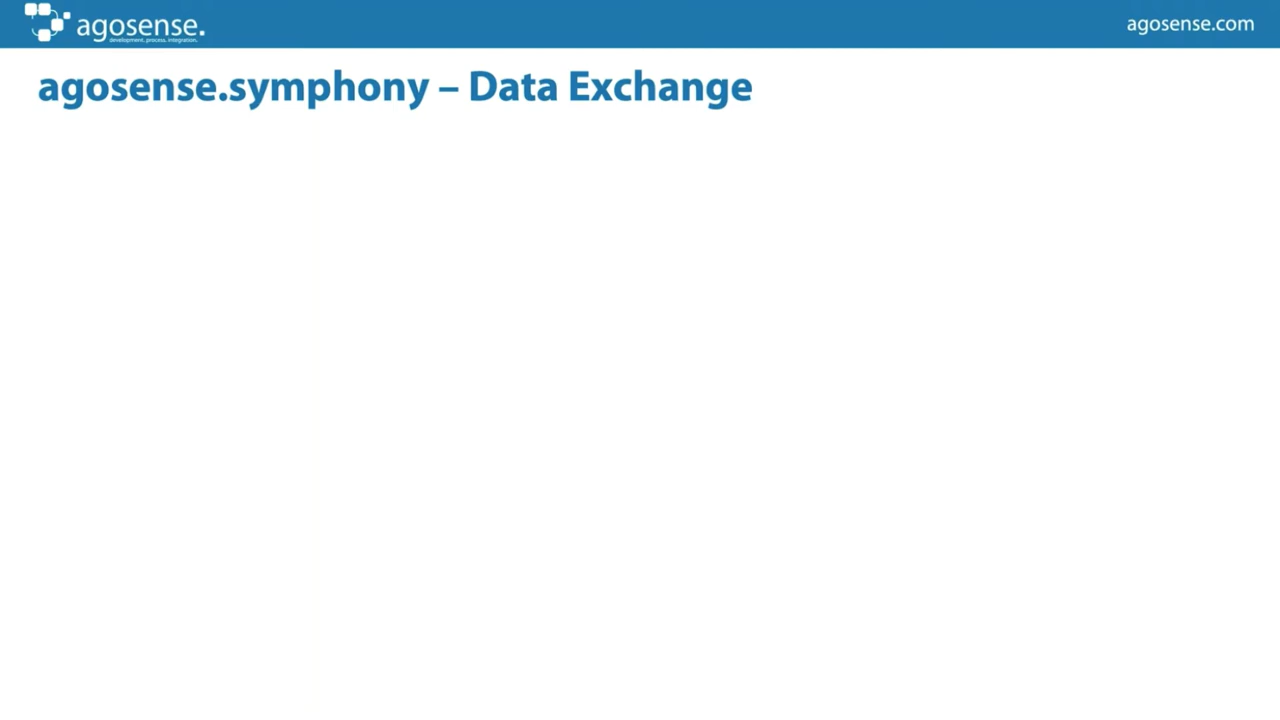 agosense.
development, process, integration.
agosense.com
agosense.symphony – Data Exchange